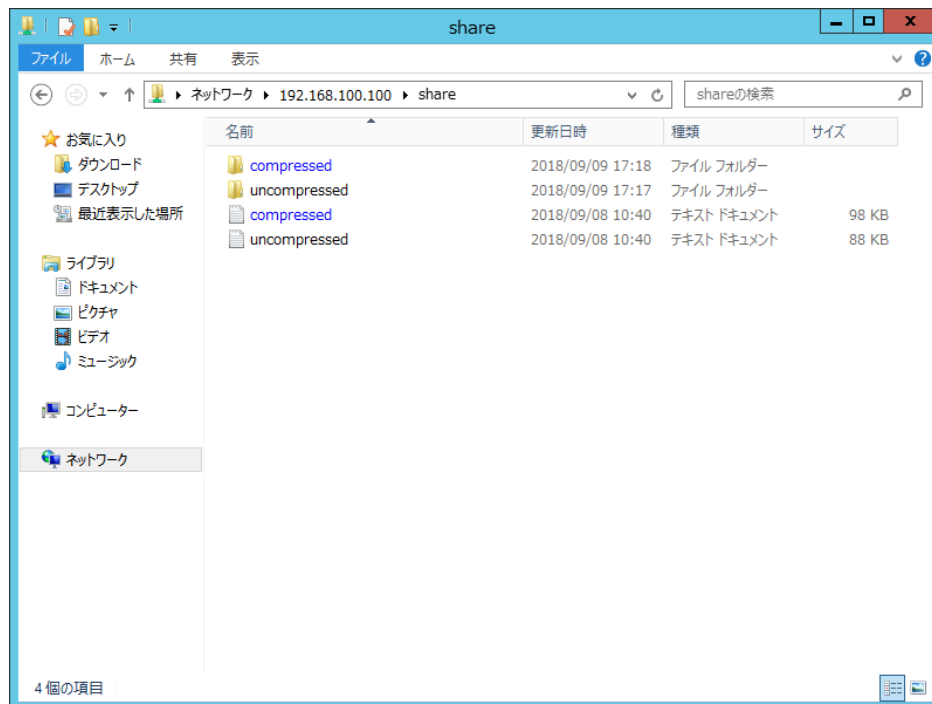 share
ファイル ホーム 共有 表示
ネットワーク 192.168.100.100 share shareの検索
お気に入り
ダウンロード
デスクトップ
最近表示した場所
ライブラリ
ドキュメント
ピクチャ
ビデオ
ミュージック
コンピューター
ネットワーク
名前 更新日時 種類 サイズ
compressed 2018/09/09 17:18 ファイル フォルダー
uncompressed 2018/09/09 17:17 ファイル フォルダー
compressed 2018/09/08 10:40 テキスト ドキュメント 98 KB
uncompressed 2018/09/08 10:40 テキスト ドキュメント 88 KB
4 個の項目